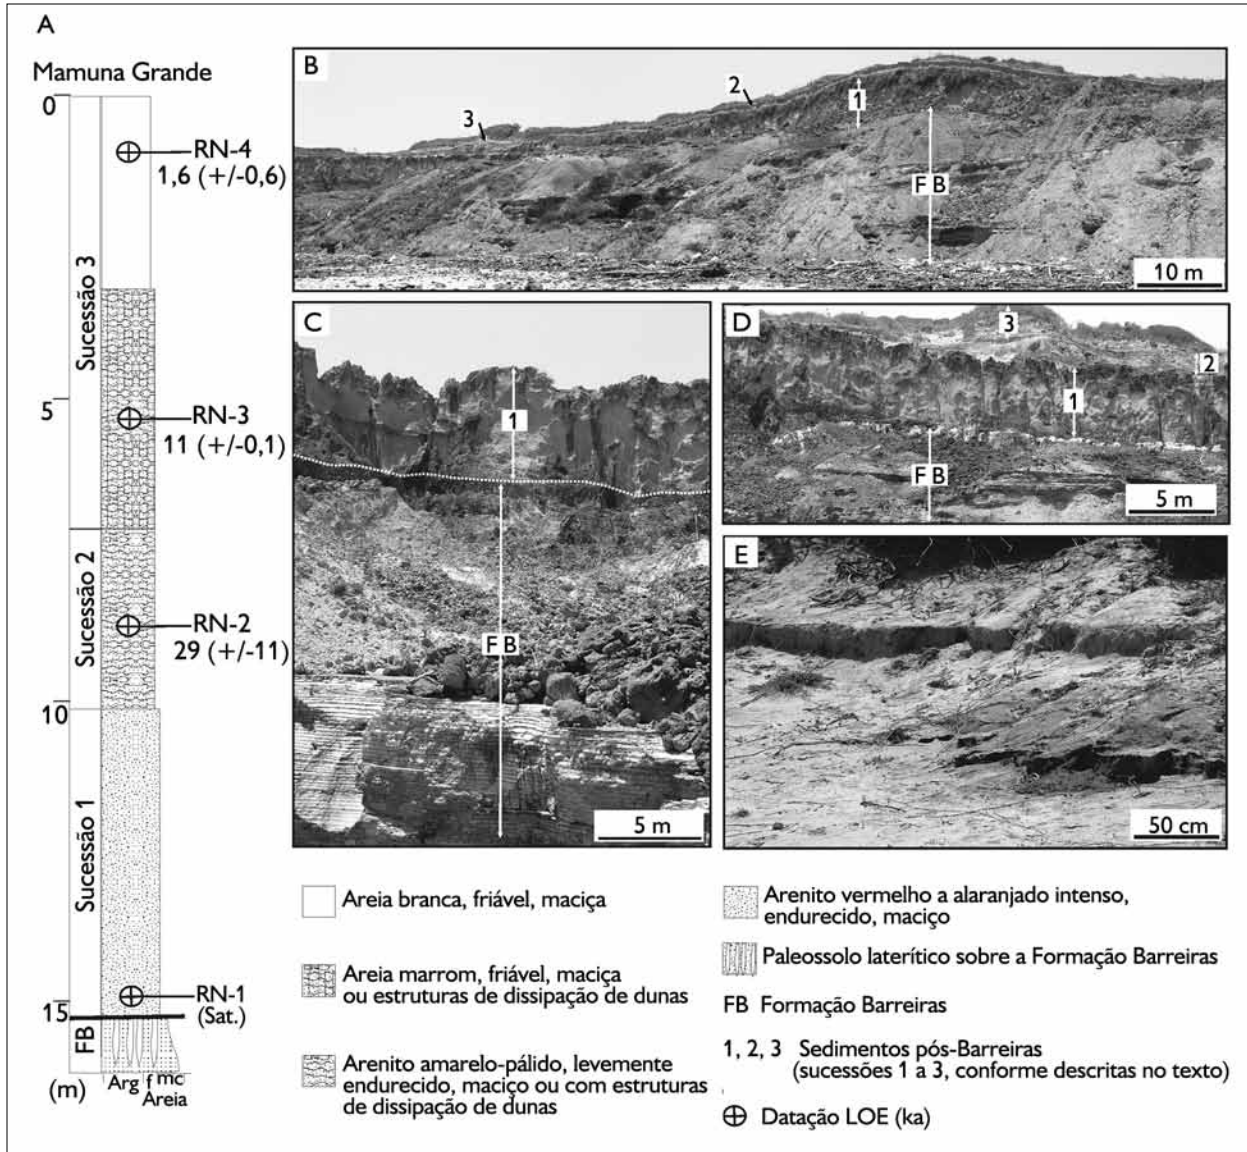 A
Mamuna Grande
0
5
10
15
(m)
Sucessão 3
Sucessão 2
Sucessão 1
FB
RN-4
1,6 (+/-0,6)
RN-3
11 (+/-0,1)
RN-2
29 (+/-11)
RN-1
(Sat.)
Arg
f mc
Areia
B
3
2
1
F B
10 m
C
1
F B
5 m
D
3
2
1
F B
5 m
E
50 cm
Areia branca, friável, maciça
Areia marrom, friável, maciça
ou estruturas de dissipação de dunas
Arenito amarelo-pálido, levemente
endurecido, maciço ou com estruturas
de dissipação de dunas
Arenito vermelho a alaranjado intenso,
endurecido, maciço
Paleossolo laterítico sobre a Formação Barreiras
FB Formação Barreiras
1, 2, 3 Sedimentos pós-Barreiras
(sucessões 1 a 3, conforme descritas no texto)
Datação LOE (ka)